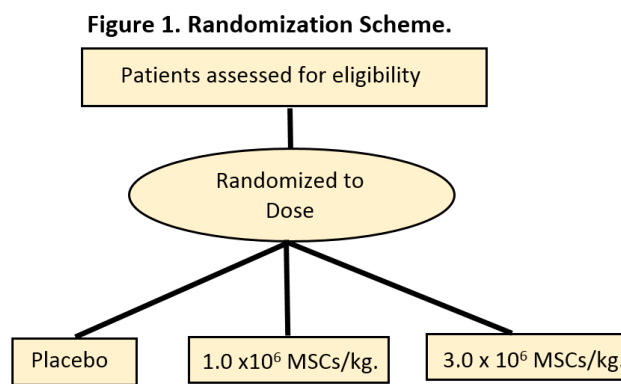 Figure 1. Randomization Scheme.
Patients assessed for eligibility
Randomized to
Dose
Placebo
1.0 x10⁶ MSCs/kg.
3.0 x 10⁶ MSCs/kg.